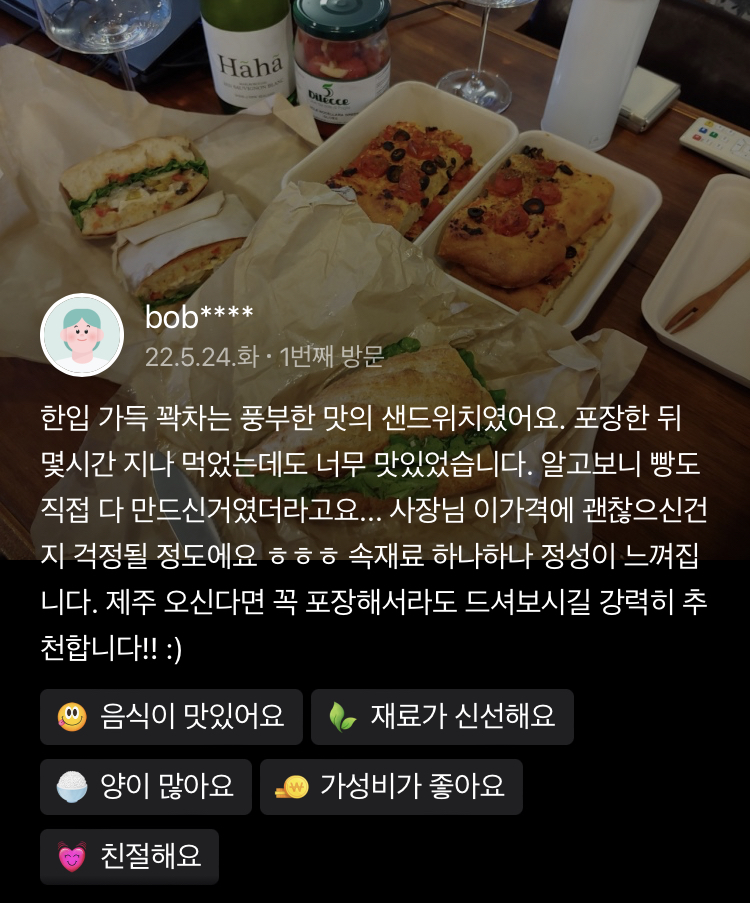 Hãhã
SAUVIGNON BLANC
DiBecce
bob****
22.5.24.화 · 1번째 방문
한입 가득 꽉차는 풍부한 맛의 샌드위치였어요. 포장한 뒤
몇시간 지나 먹었는데도 너무 맛있었습니다. 알고보니 빵도
직접 다 만드신거였더라고요... 사장님 이가격에 괜찮으신건
지 걱정될 정도에요 ㅎㅎㅎ 속재료 하나하나 정성이 느껴집
니다. 제주 오신다면 꼭 포장해서라도 드셔보시길 강력히 추
천합니다!! :)
음식이 맛있어요
재료가 신선해요
양이 많아요
가성비가 좋아요
친절해요